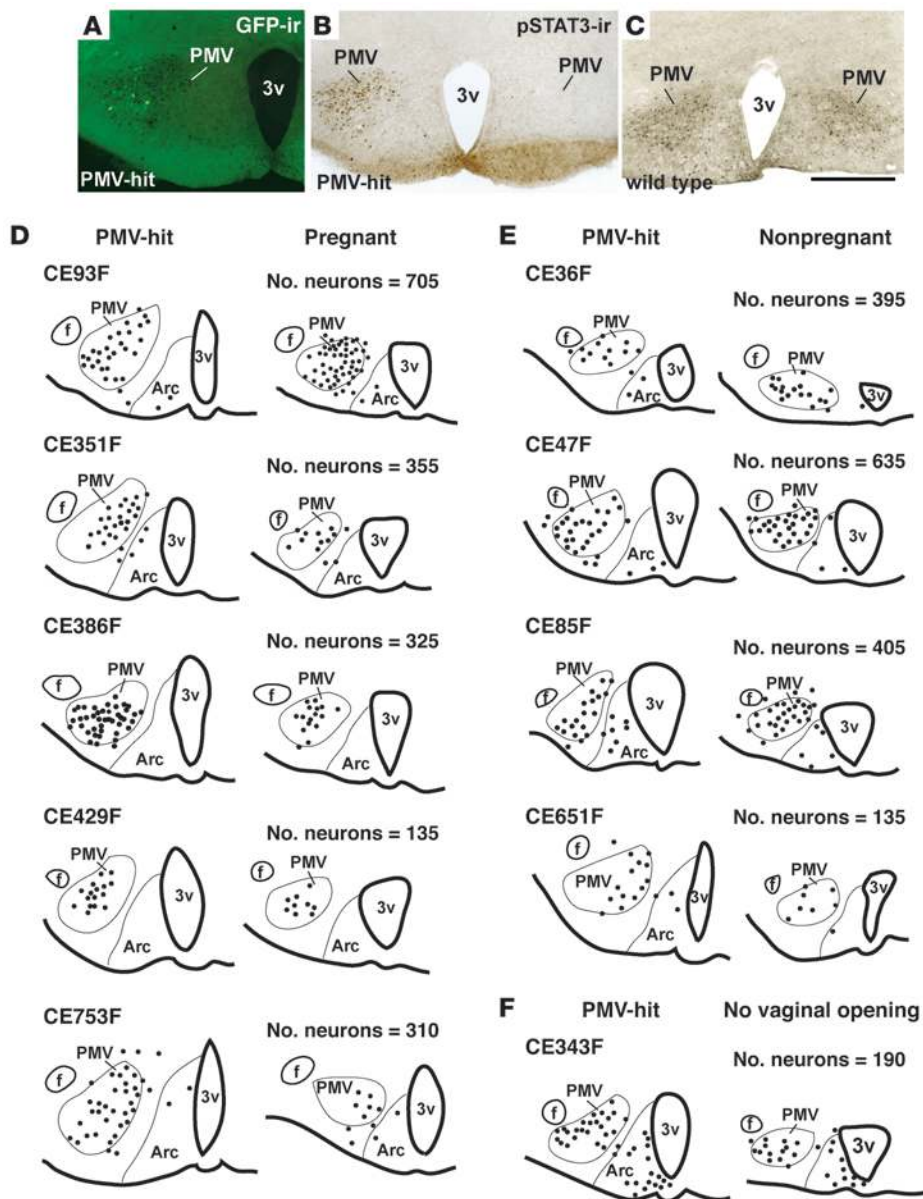 A GFP-ir PMV 3v PMV-hit
B pSTAT3-ir PMV PMV 3v PMV-hit
C PMV PMV 3v wild type
D PMV-hit Pregnant
CE93F
No. neurons = 705
f PMV 3v Arc
f PMV 3v Arc
CE351F
No. neurons = 355
f PMV 3v Arc
f PMV 3v Arc
CE386F
No. neurons = 325
f PMV 3v Arc
f PMV 3v Arc
CE429F
No. neurons = 135
f PMV 3v Arc
f PMV 3v Arc
CE753F
No. neurons = 310
f PMV 3v Arc
f PMV 3v Arc
E PMV-hit Nonpregnant
CE36F
No. neurons = 395
f PMV 3v Arc
f PMV 3v
CE47F
No. neurons = 635
f PMV 3v Arc
f PMV 3v Arc
CE85F
No. neurons = 405
f PMV 3v Arc
f PMV 3v Arc
CE651F
No. neurons = 135
f PMV 3v Arc
f PMV 3v Arc
F PMV-hit No vaginal opening
CE343F
No. neurons = 190
f PMV 3v Arc
f PMV 3v Arc